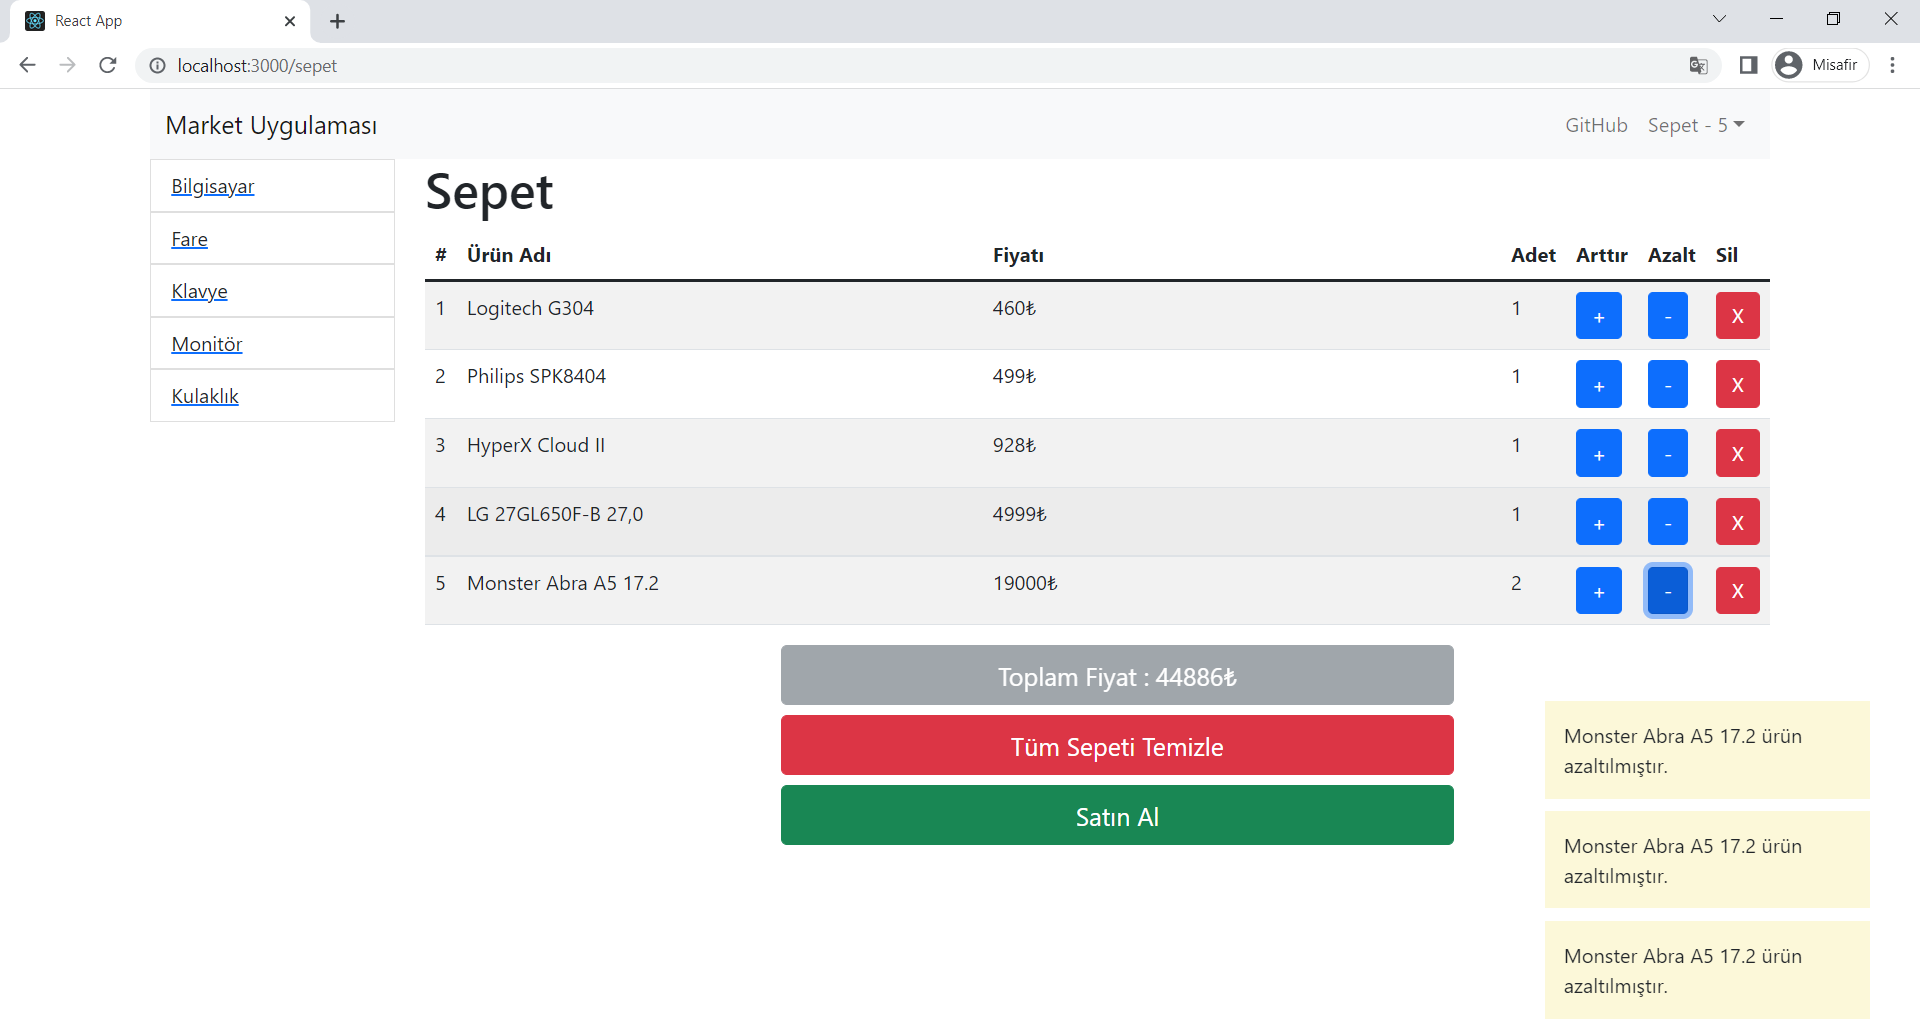 React App
localhost:3000/sepet
Misafir
Market Uygulaması
GitHub Sepet - 5
Bilgisayar
Fare
Klavye
Monitör
Kulaklık
Sepet
# Ürün Adı Fiyatı Adet Arttır Azalt Sil
1 Logitech G304 460₺ 1 + - X
2 Philips SPK8404 499₺ 1 + - X
3 HyperX Cloud II 928₺ 1 + - X
4 LG 27GL650F-B 27,0 4999₺ 1 + - X
5 Monster Abra A5 17.2 19000₺ 2 + - X
Toplam Fiyat : 44886₺
Tüm Sepeti Temizle
Satın Al
Monster Abra A5 17.2 ürün
azaltılmıştır.
Monster Abra A5 17.2 ürün
azaltılmıştır.
Monster Abra A5 17.2 ürün
azaltılmıştır.